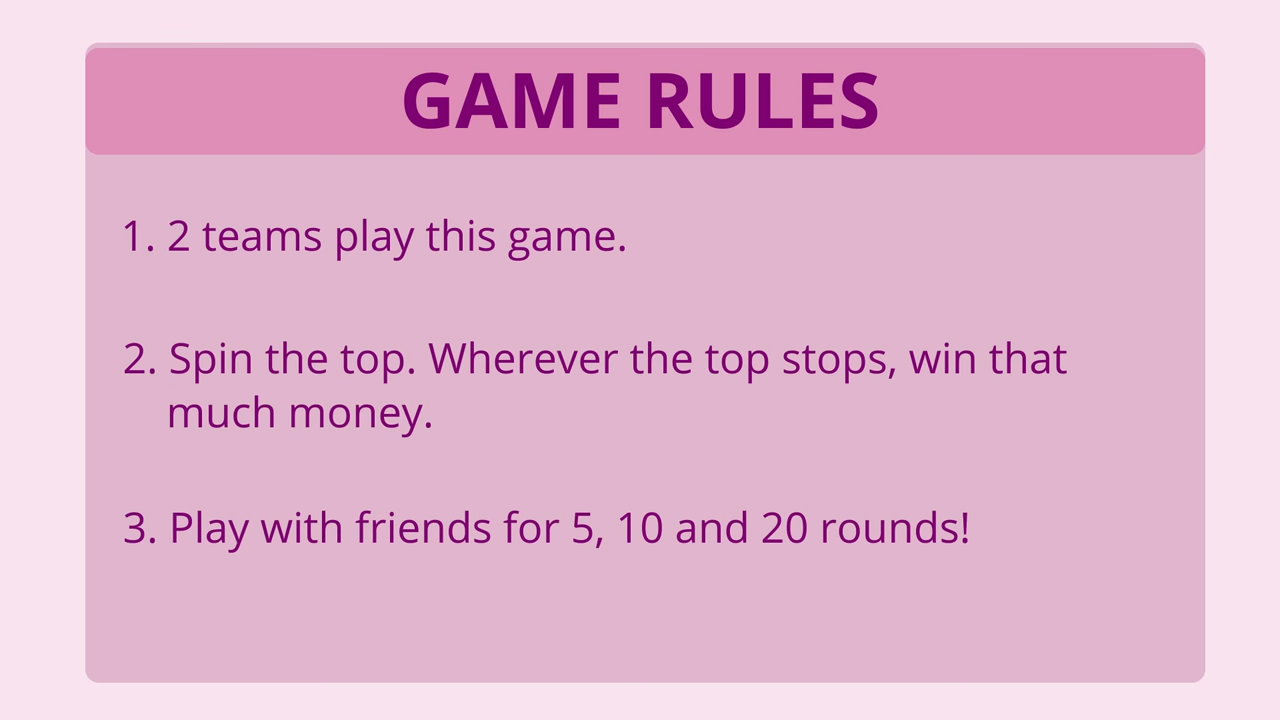 GAME RULES
1. 2 teams play this game.
2. Spin the top. Wherever the top stops, win that
much money.
3. Play with friends for 5, 10 and 20 rounds!